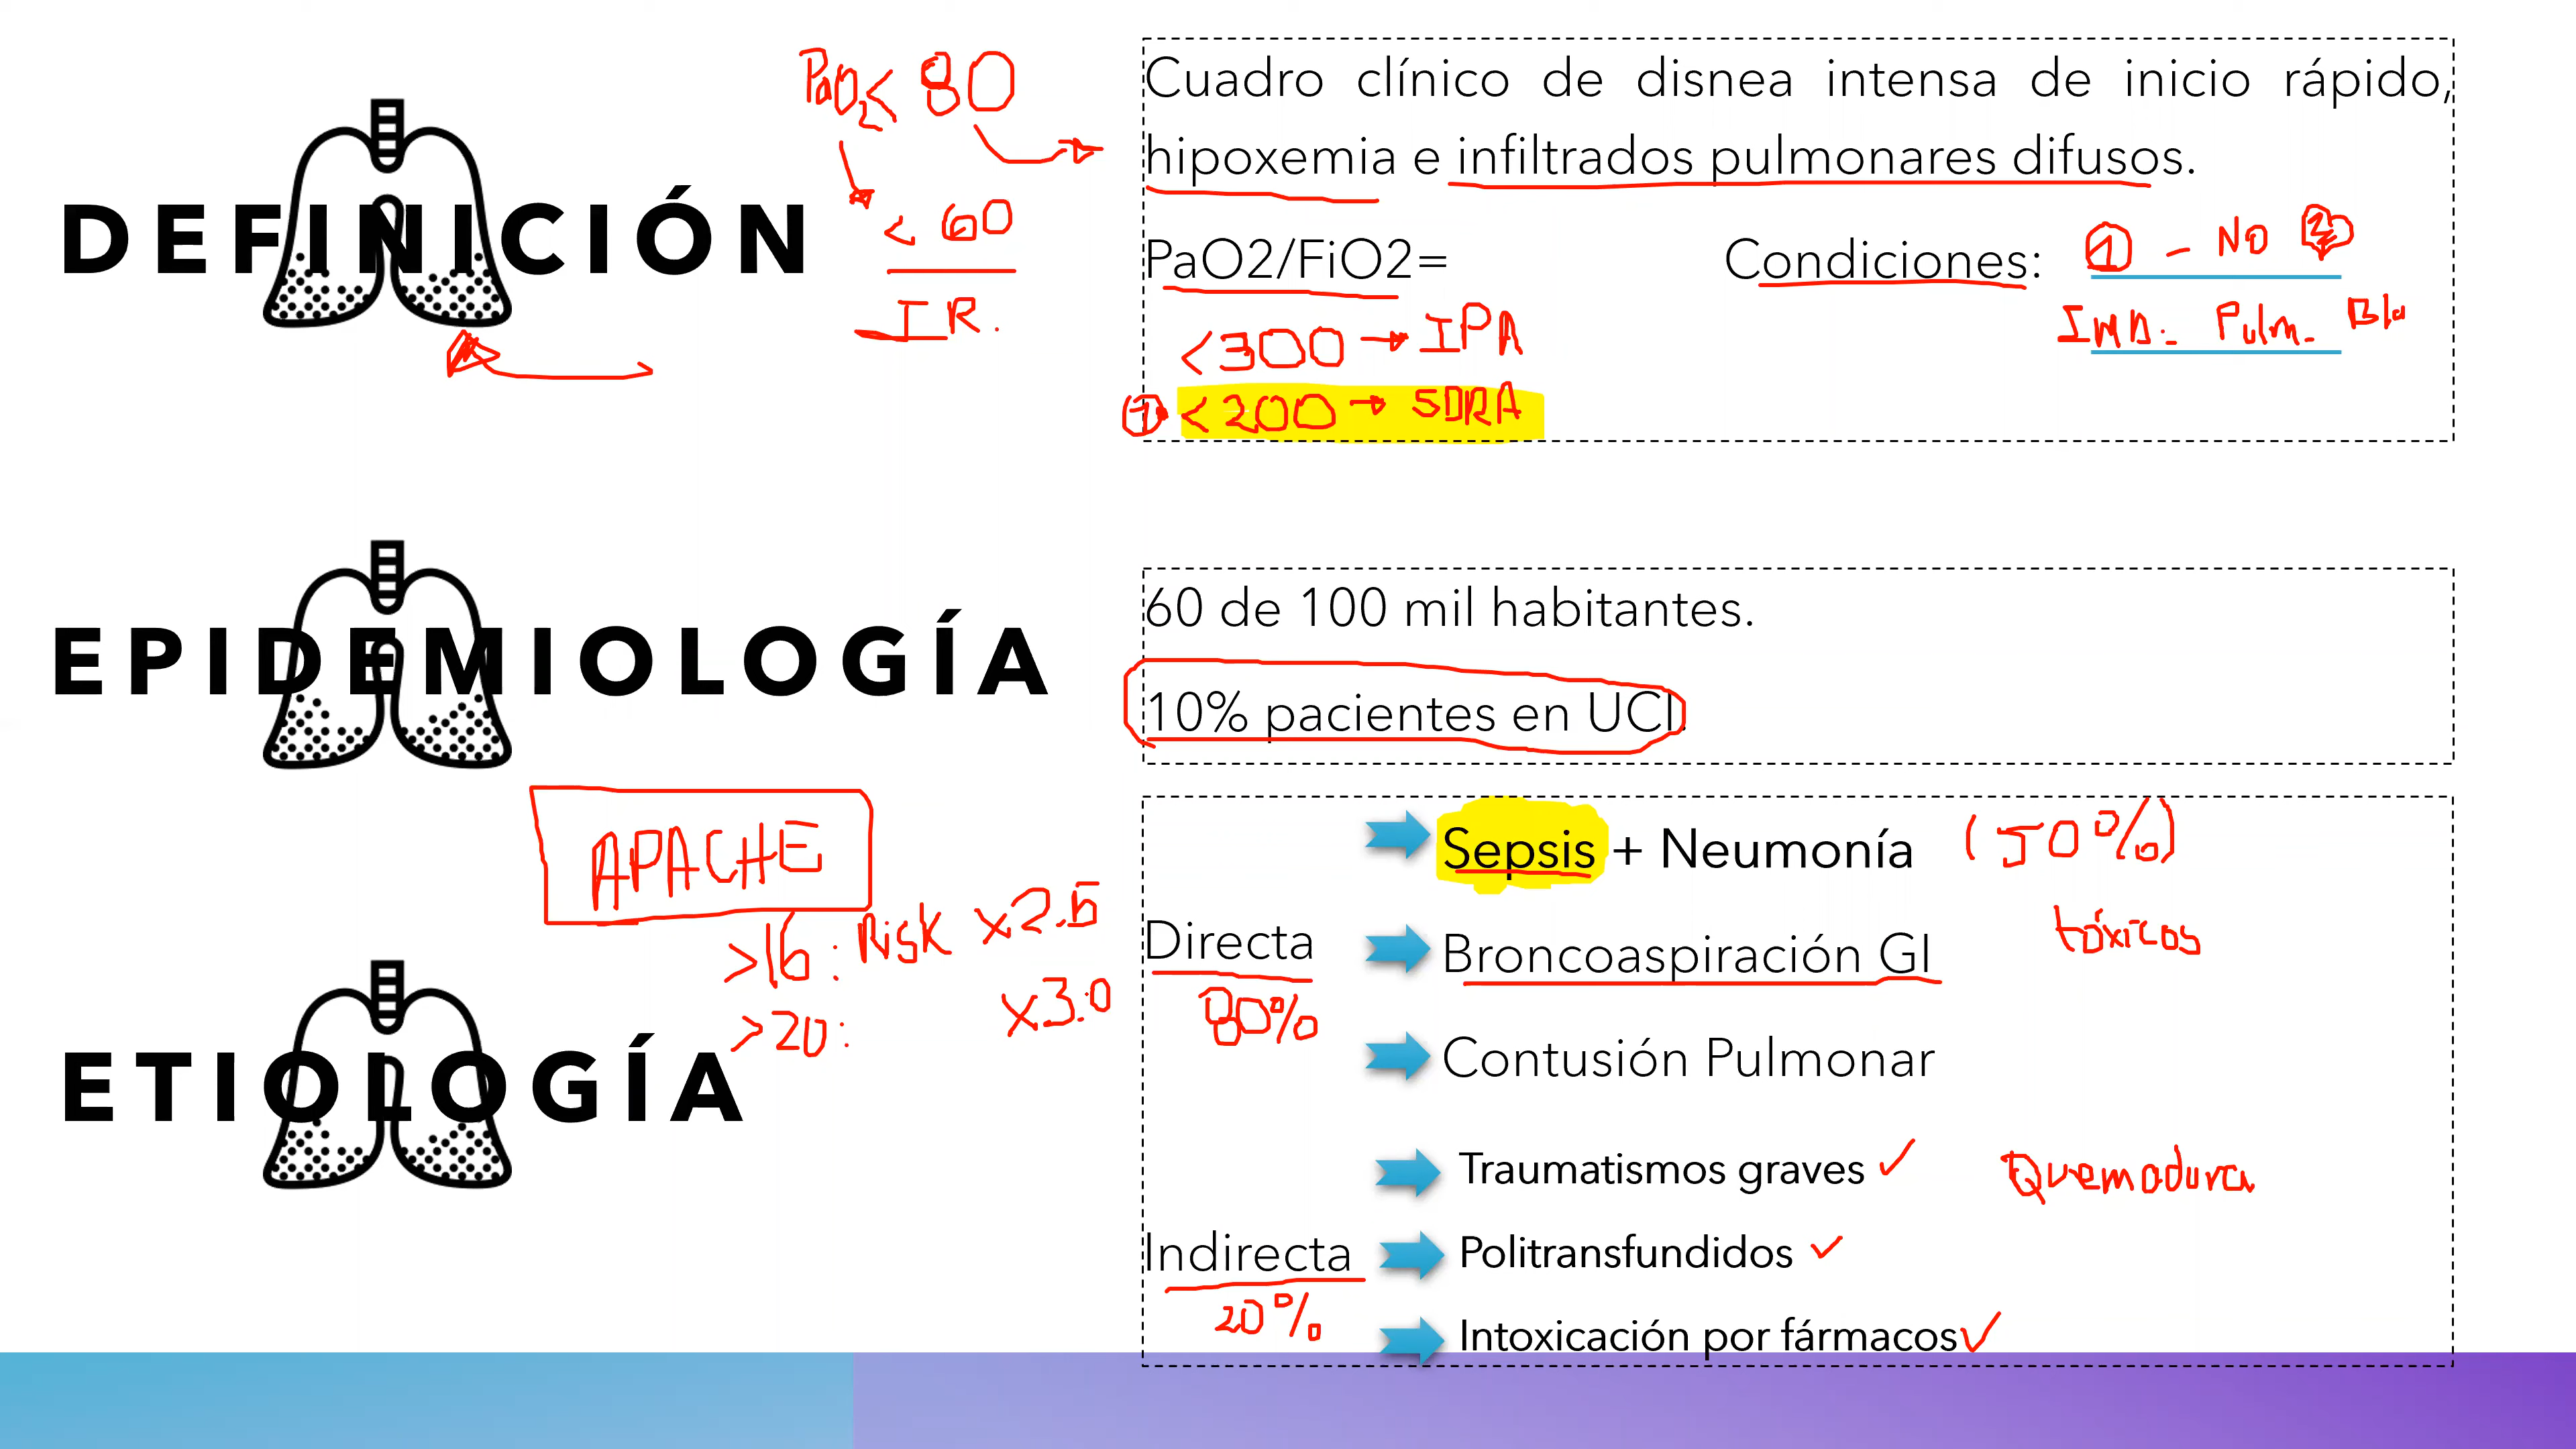 DEFINICIÓN
PaO2 < 80
< 60
IR.
Cuadro clínico de disnea intensa de inicio rápido,
hipoxemia e infiltrados pulmonares difusos.
PaO2/FiO2=
<300 → IPA
<200 → SDRA
Condiciones:
1 - NO
Pulm.
EPIDEMIOLOGÍA
60 de 100 mil habitantes.
10% pacientes en UCI.
APACHE
>16: Risk x2.5
>20: x3.0
ETIOLOGÍA
Directa
80%
Sepsis + Neumonía (50%)
tóxicos
Broncoaspiración GI
Contusión Pulmonar
Indirecta
20%
Traumatismos graves ✓
Quemadura
Politransfundidos ✓
Intoxicación por fármacos ✓